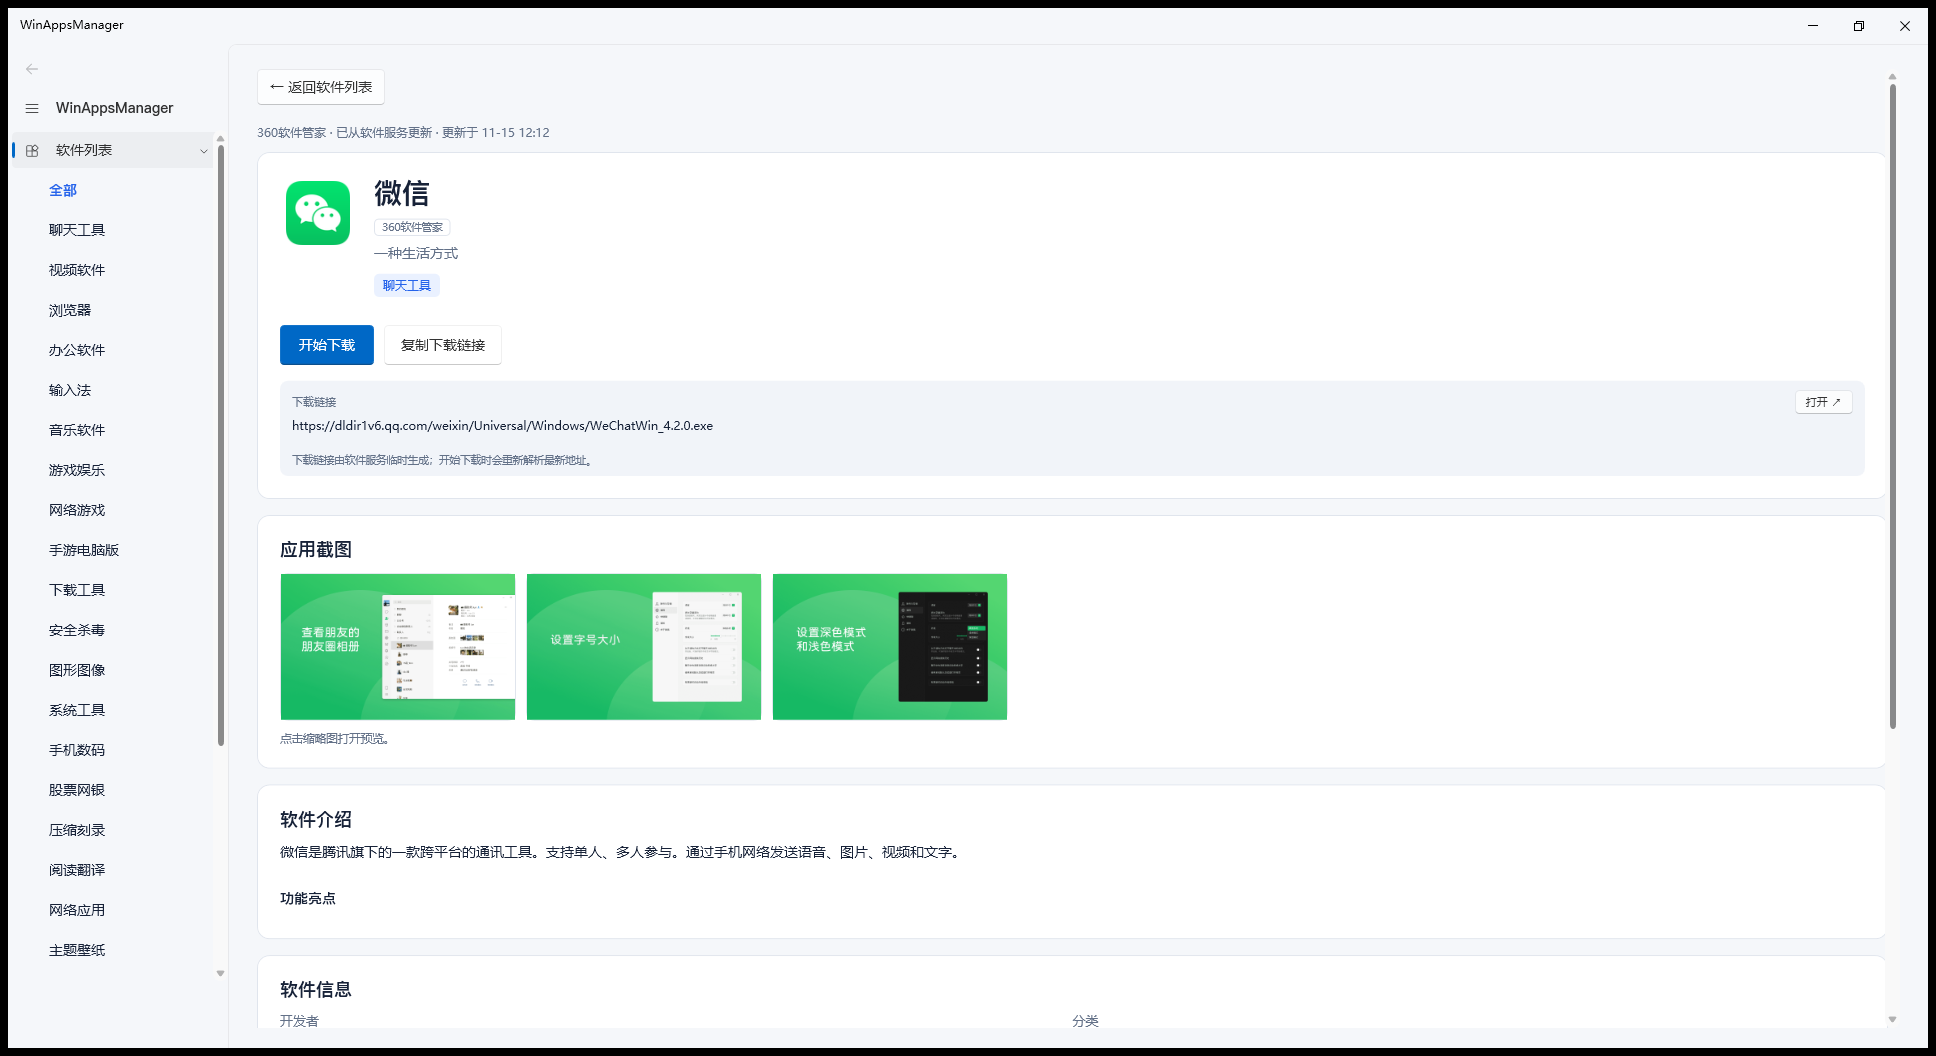 WinAppsManager
WinAppsManager
软件列表
全部
聊天工具
视频软件
浏览器
办公软件
输入法
音乐软件
游戏娱乐
网络游戏
手游电脑版
下载工具
安全杀毒
图形图像
系统工具
手机数码
股票网银
压缩刻录
阅读翻译
网络应用
主题壁纸
← 返回软件列表
360软件管家 · 已从软件服务更新 · 更新于 11-15 12:12
微信
360软件管家
一种生活方式
聊天工具
开始下载
复制下载链接
下载链接
打开 ↗
https://dldir1v6.qq.com/weixin/Universal/Windows/WeChatWin_4.2.0.exe
下载链接由软件服务临时生成；开始下载时会重新解析最新地址。
应用截图
查看朋友的
朋友圈相册
设置字号大小
设置深色模式
和浅色模式
点击缩略图打开预览。
软件介绍
微信是腾讯旗下的一款跨平台的通讯工具。支持单人、多人参与。通过手机网络发送语音、图片、视频和文字。
功能亮点
软件信息
开发者
分类